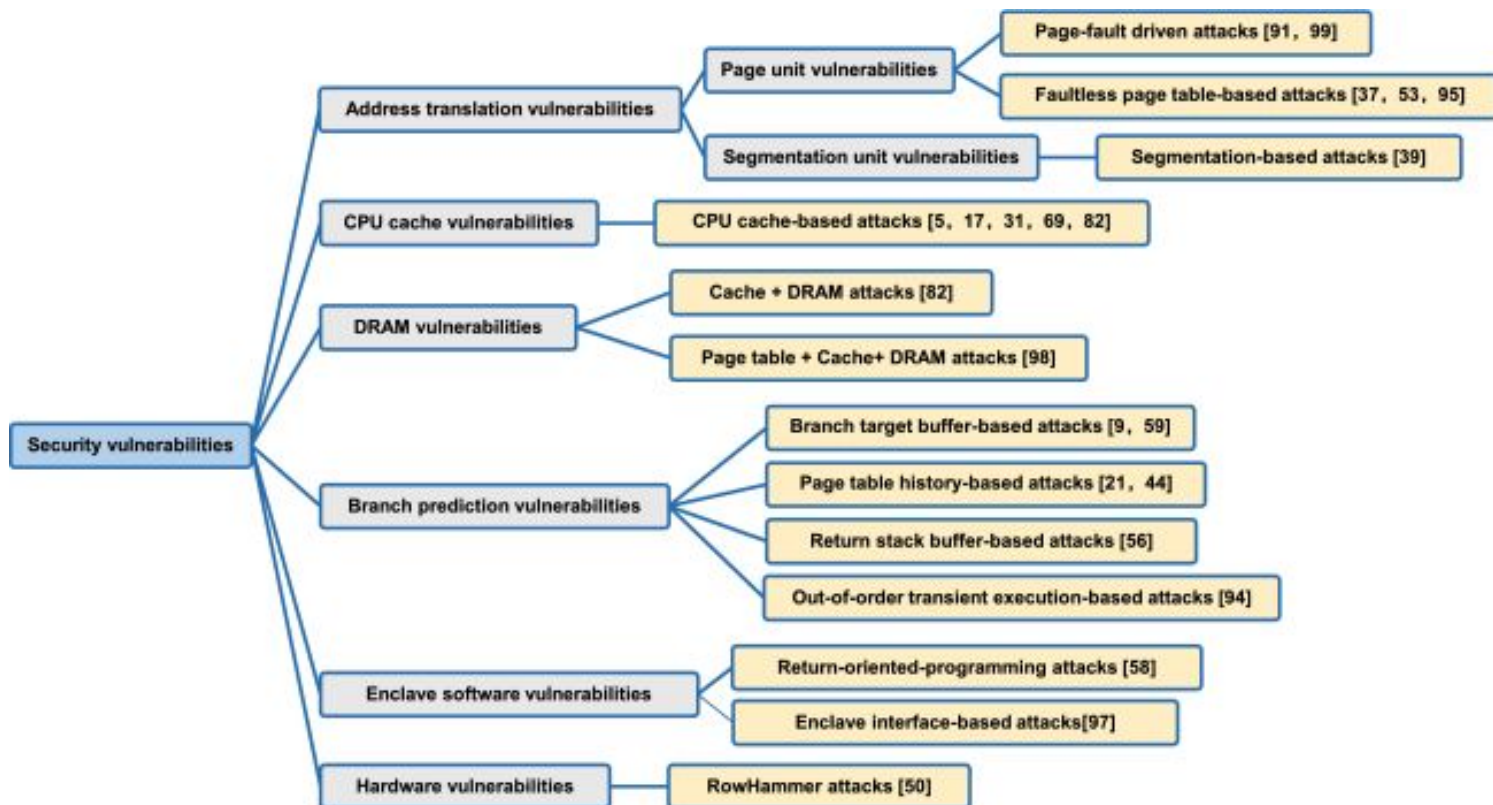 Page-fault driven attacks [91, 99]
Page unit vulnerabilities
Faultless page table-based attacks [37, 53, 95]
Address translation vulnerabilities
Segmentation unit vulnerabilities
Segmentation-based attacks [39]
CPU cache vulnerabilities
CPU cache-based attacks [5, 17, 31, 69, 82]
Cache + DRAM attacks [82]
DRAM vulnerabilities
Page table + Cache+ DRAM attacks [98]
Security vulnerabilities
Branch target buffer-based attacks [9, 59]
Page table history-based attacks [21, 44]
Branch prediction vulnerabilities
Return stack buffer-based attacks [56]
Out-of-order transient execution-based attacks [94]
Return-oriented-programming attacks [58]
Enclave software vulnerabilities
Enclave interface-based attacks[97]
Hardware vulnerabilities
RowHammer attacks [50]